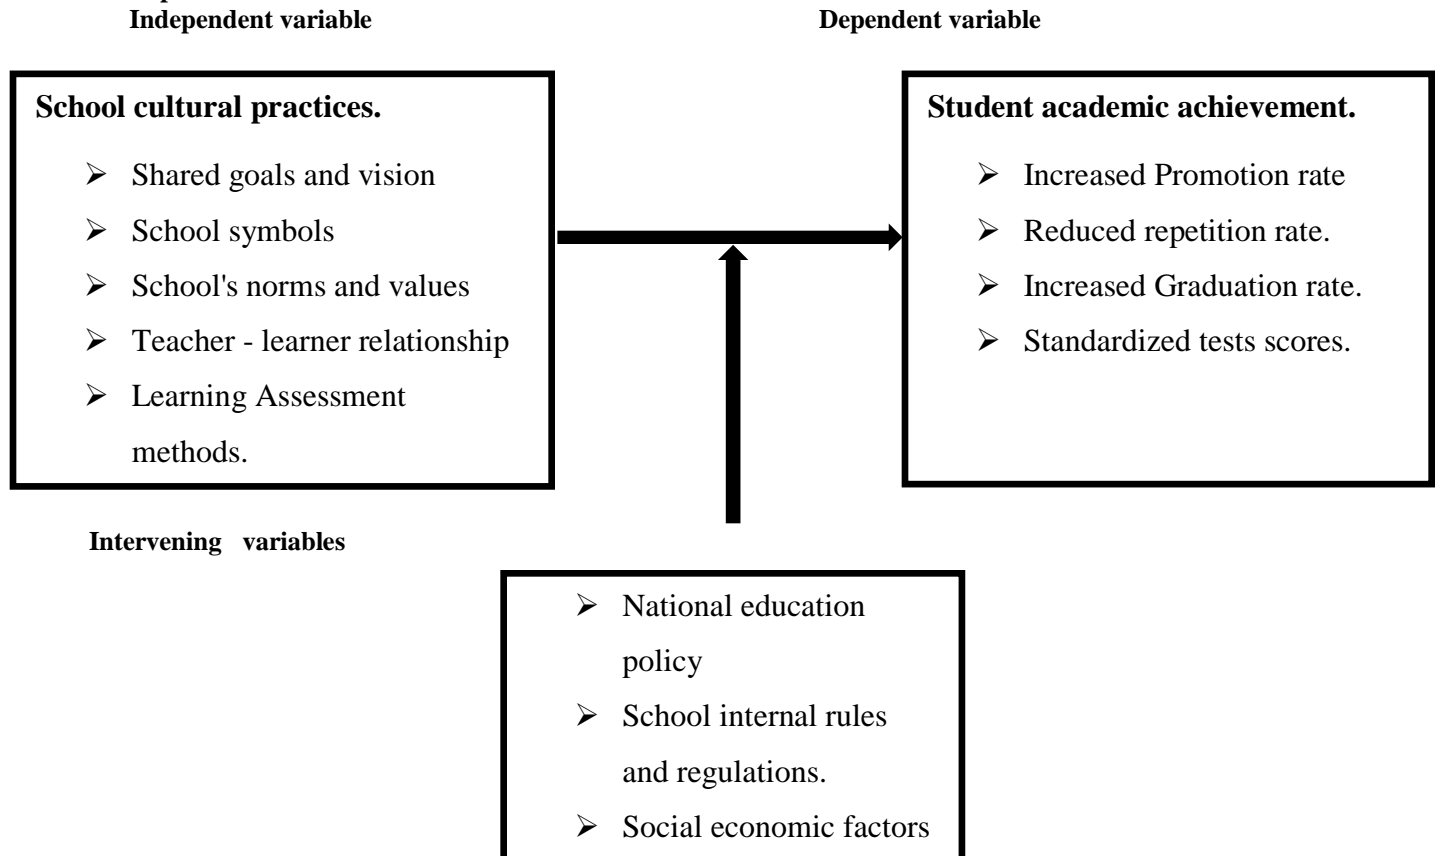 Independent variable
Dependent variable
School cultural practices.
➢ Shared goals and vision
➢ School symbols
➢ School's norms and values
➢ Teacher - learner relationship
➢ Learning Assessment
methods.
Student academic achievement.
➢ Increased Promotion rate
➢ Reduced repetition rate.
➢ Increased Graduation rate.
➢ Standardized tests scores.
Intervening variables
➢ National education
policy
➢ School internal rules
and regulations.
➢ Social economic factors